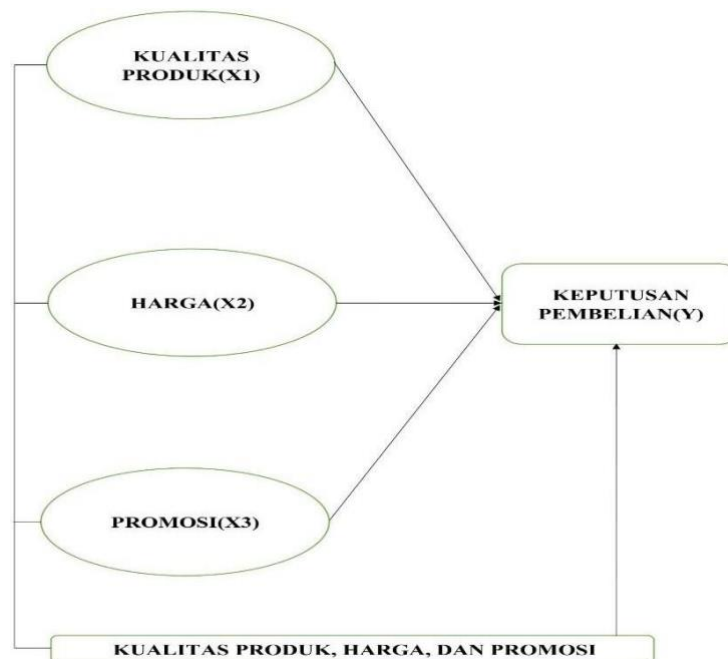 KUALITAS
PRODUK(X1)
HARGA(X2)
KEPUTUSAN
PEMBELIAN(Y)
PROMOSI(X3)
KUALITAS PRODUK, HARGA, DAN PROMOSI